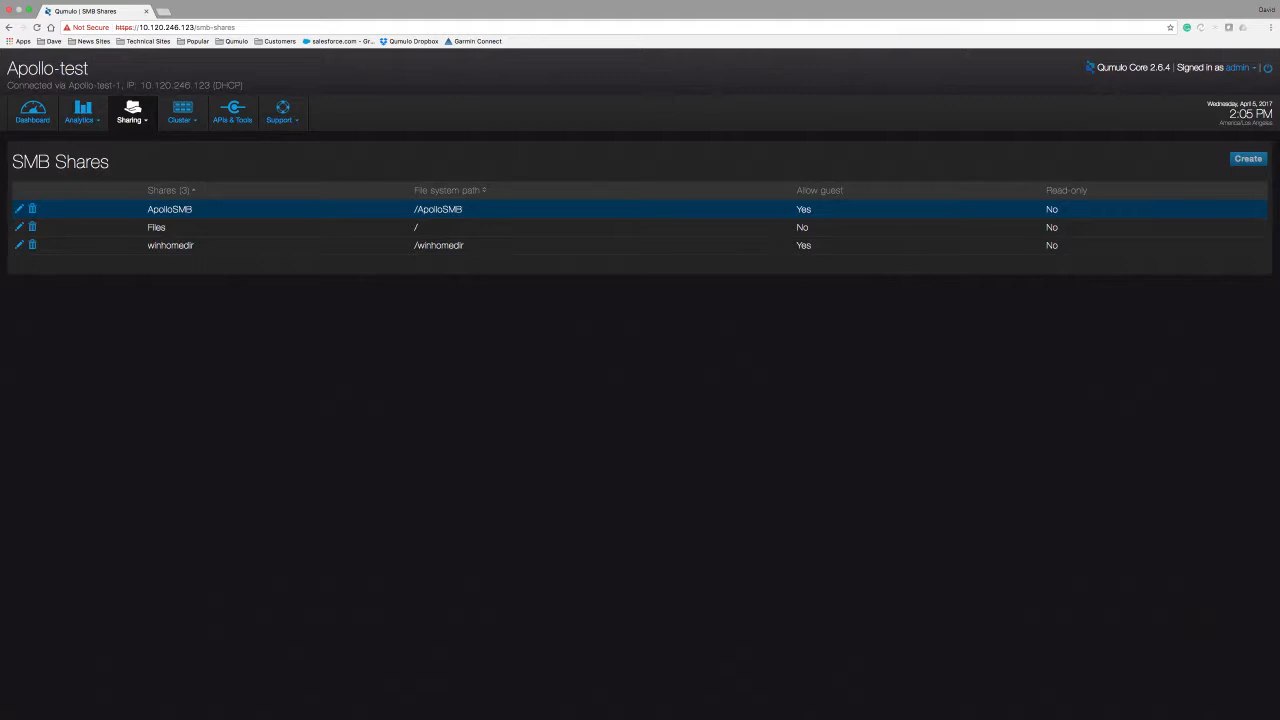 Qumulo | SMB Shares
David
Not Secure https://10.120.246.123/smb-shares
Apps Dave News Sites Technical Sites Popular Qumulo Customers salesforce.com - Gr... Qumulo Dropbox Garmin Connect
Apollo-test
Connected via Apollo-test-1, IP: 10.120.246.123 (DHCP)
Qumulo Core 2.6.4 | Signed in as admin |
Dashboard Analytics Sharing Cluster APIs & Tools Support
Wednesday, April 5, 2017
2:05 PM
America/Los Angeles
SMB Shares
Create
Shares (3) File system path Allow guest Read-only
ApolloSMB /ApolloSMB Yes No
Files / No No
winhomedir /winhomedir Yes No